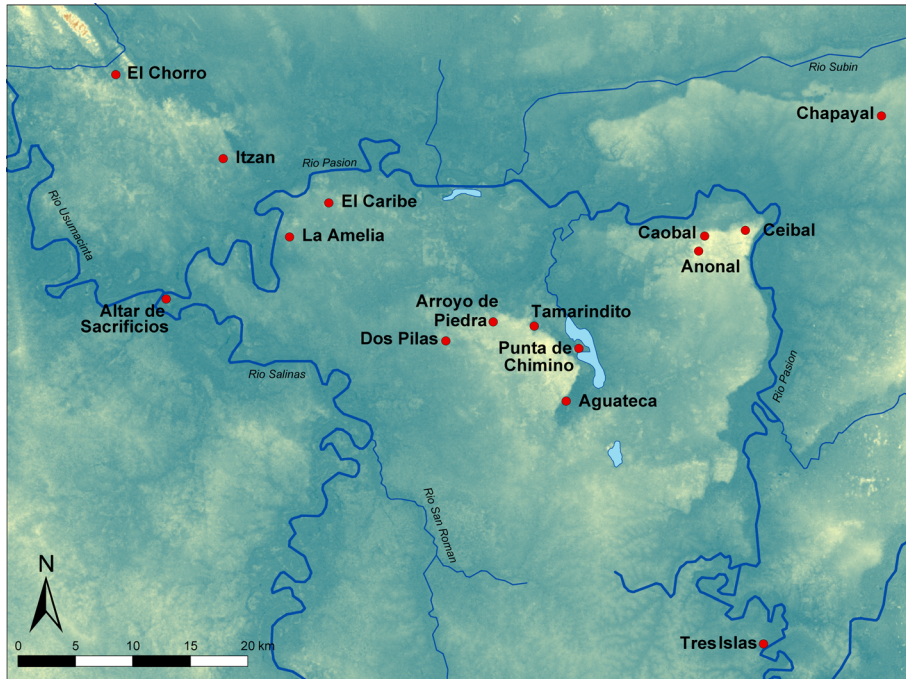 El Chorro
Rio Subin
Chapayal
Itzan
Rio Pasion
Rio Usumacinta
El Caribe
La Amelia
Caobal
Ceibal
Anonal
Altar de
Sacrificios
Arroyo de
Piedra
Tamarindito
Dos Pilas
Punta de
Chimino
Rio Salinas
Rio Pasion
Aguateca
Rio San Roman
N
0 5 10 15 20 km
Tres Islas